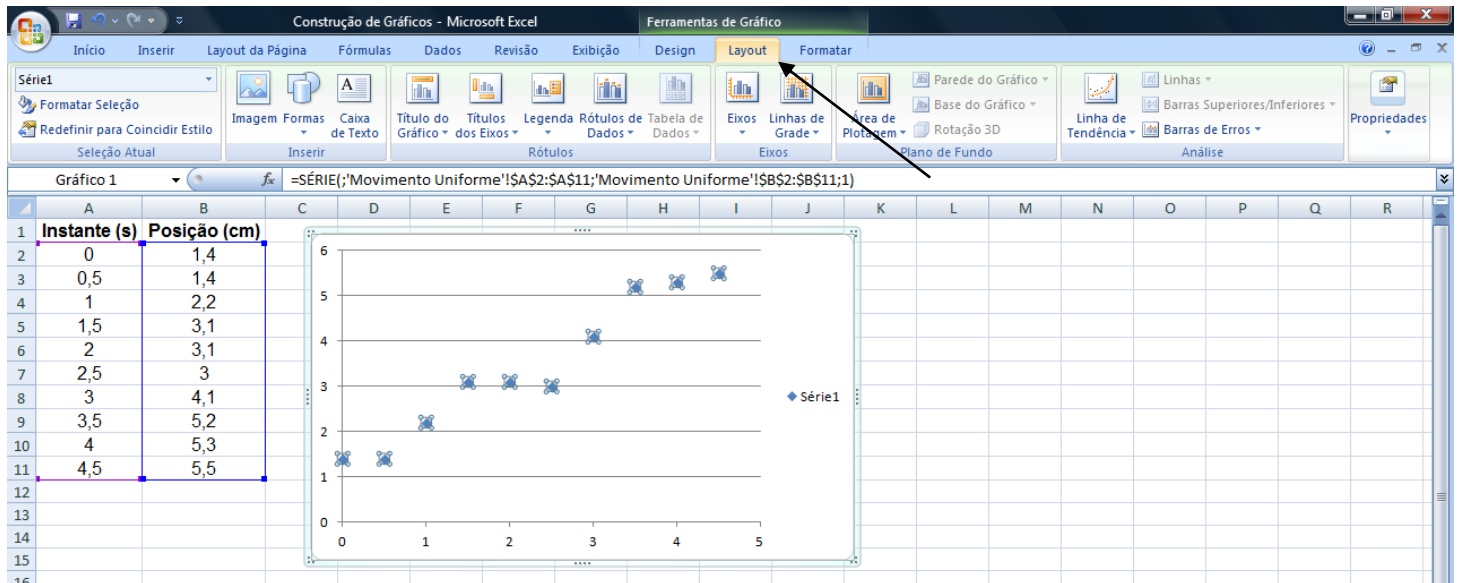 Construção de Gráficos - Microsoft Excel
Ferramentas de Gráfico
Início Inserir Layout da Página Fórmulas Dados Revisão Exibição Design Layout Formatar
Série1
Formatar Seleção
Redefinir para Coincidir Estilo
Seleção Atual
Imagem Formas Caixa de Texto
Inserir
Título do Gráfico Títulos dos Eixos Legenda Rótulos de Dados Tabela de Dados
Rótulos
Eixos Linhas de Grade
Eixos
Área de Plotagem
Parede do Gráfico
Base do Gráfico
Rotação 3D
Plano de Fundo
Linha de Tendência
Linhas
Barras Superiores/Inferiores
Barras de Erros
Análise
Propriedades
Gráfico 1 fx =SÉRIE(;'Movimento Uniforme'!$A$2:$A$11;'Movimento Uniforme'!$B$2:$B$11;1)
A B C D E F G H I J K L M N O P Q R
1 Instante (s) Posição (cm)
2 0 1,4
3 0,5 1,4
4 1 2,2
5 1,5 3,1
6 2 3,1
7 2,5 3
8 3 4,1
9 3,5 5,2
10 4 5,3
11 4,5 5,5
12
13
14
15
16
6
5
4
3
2
1
0
0 1 2 3 4 5
Série1